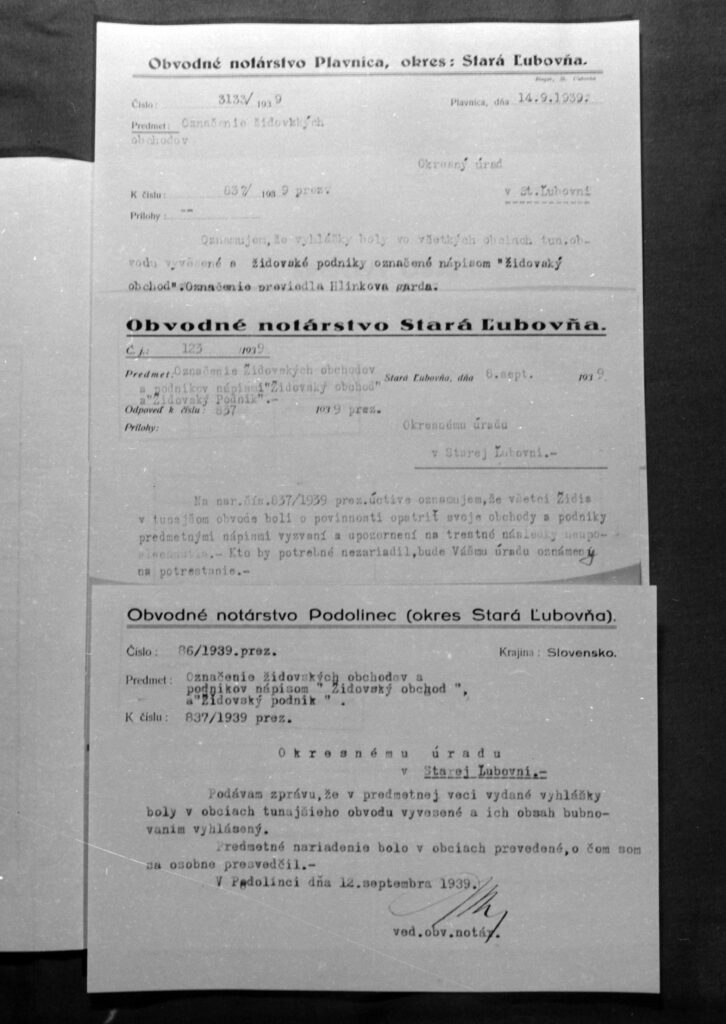 Obvodné notárstvo Plavnica, okres: Stará Ľubovňa.
Číslo: 3133/ 1939
Plavnica, dňa 14.9.1939.
Predmet: Označenie židovských
obchodov
Okresný úrad
v St.Ľubovni
K číslu: 837/ 1939 prez.
Prílohy: --
Oznamujem,že vyhlášky boly vo všetkých obciach tun.ob-
vodu vyvesené a židovské podniky označené nápisom "Židovský
obchod".Označenie previedla Hlinkova garda.
Obvodné notárstvo Stará Ľubovňa.
Č. j.: 123 /1939
Predmet: Označenie Židovských obchodov
a podnikov nápismi"Židovský obchod"
a"Židovský Podnik".-
Stará Ľubovňa, dňa 8.sept. 1939
Odpoveď k číslu: 837 1939 prez.
Prílohy:
Okresnému úradu
v Starej Ľubovni.-
Na nar.čís.837/1939 prez.úctive oznamujem,že všetci Židia
v tunajšom obvode boli o povinnosti opatriť svoje obchody a podniky
predmetnými nápismi vyzvaní a upozornení na trestné následky neupo-
.- Kto by potrebné nezariadil,bude Vášmu úradu oznámený
na potrestanie.-
Obvodné notárstvo Podolinec (okres Stará Ľubovňa).
Číslo: 86/1939.prez.
Krajina: Slovensko.
Predmet: Označenie židovských obchodov a
podnikov nápisom " Židovský obchod ",
a"Židovský podnik " .
K číslu: 837/1939 prez.
Okresnému úradu
v Starej Ľubovni.-
Podávam zprávu,že v predmetnej veci vydané vyhlášky
boly v obciach tunajšieho obvodu vyvesené a ich obsah bubno-
vaním vyhlásený.
Predmetné nariadenie bolo v obciach prevedené,o čom som
sa osobne presvedčil.-
V Podolinci dňa 12.septembra 1939.
ved.obv.notár.